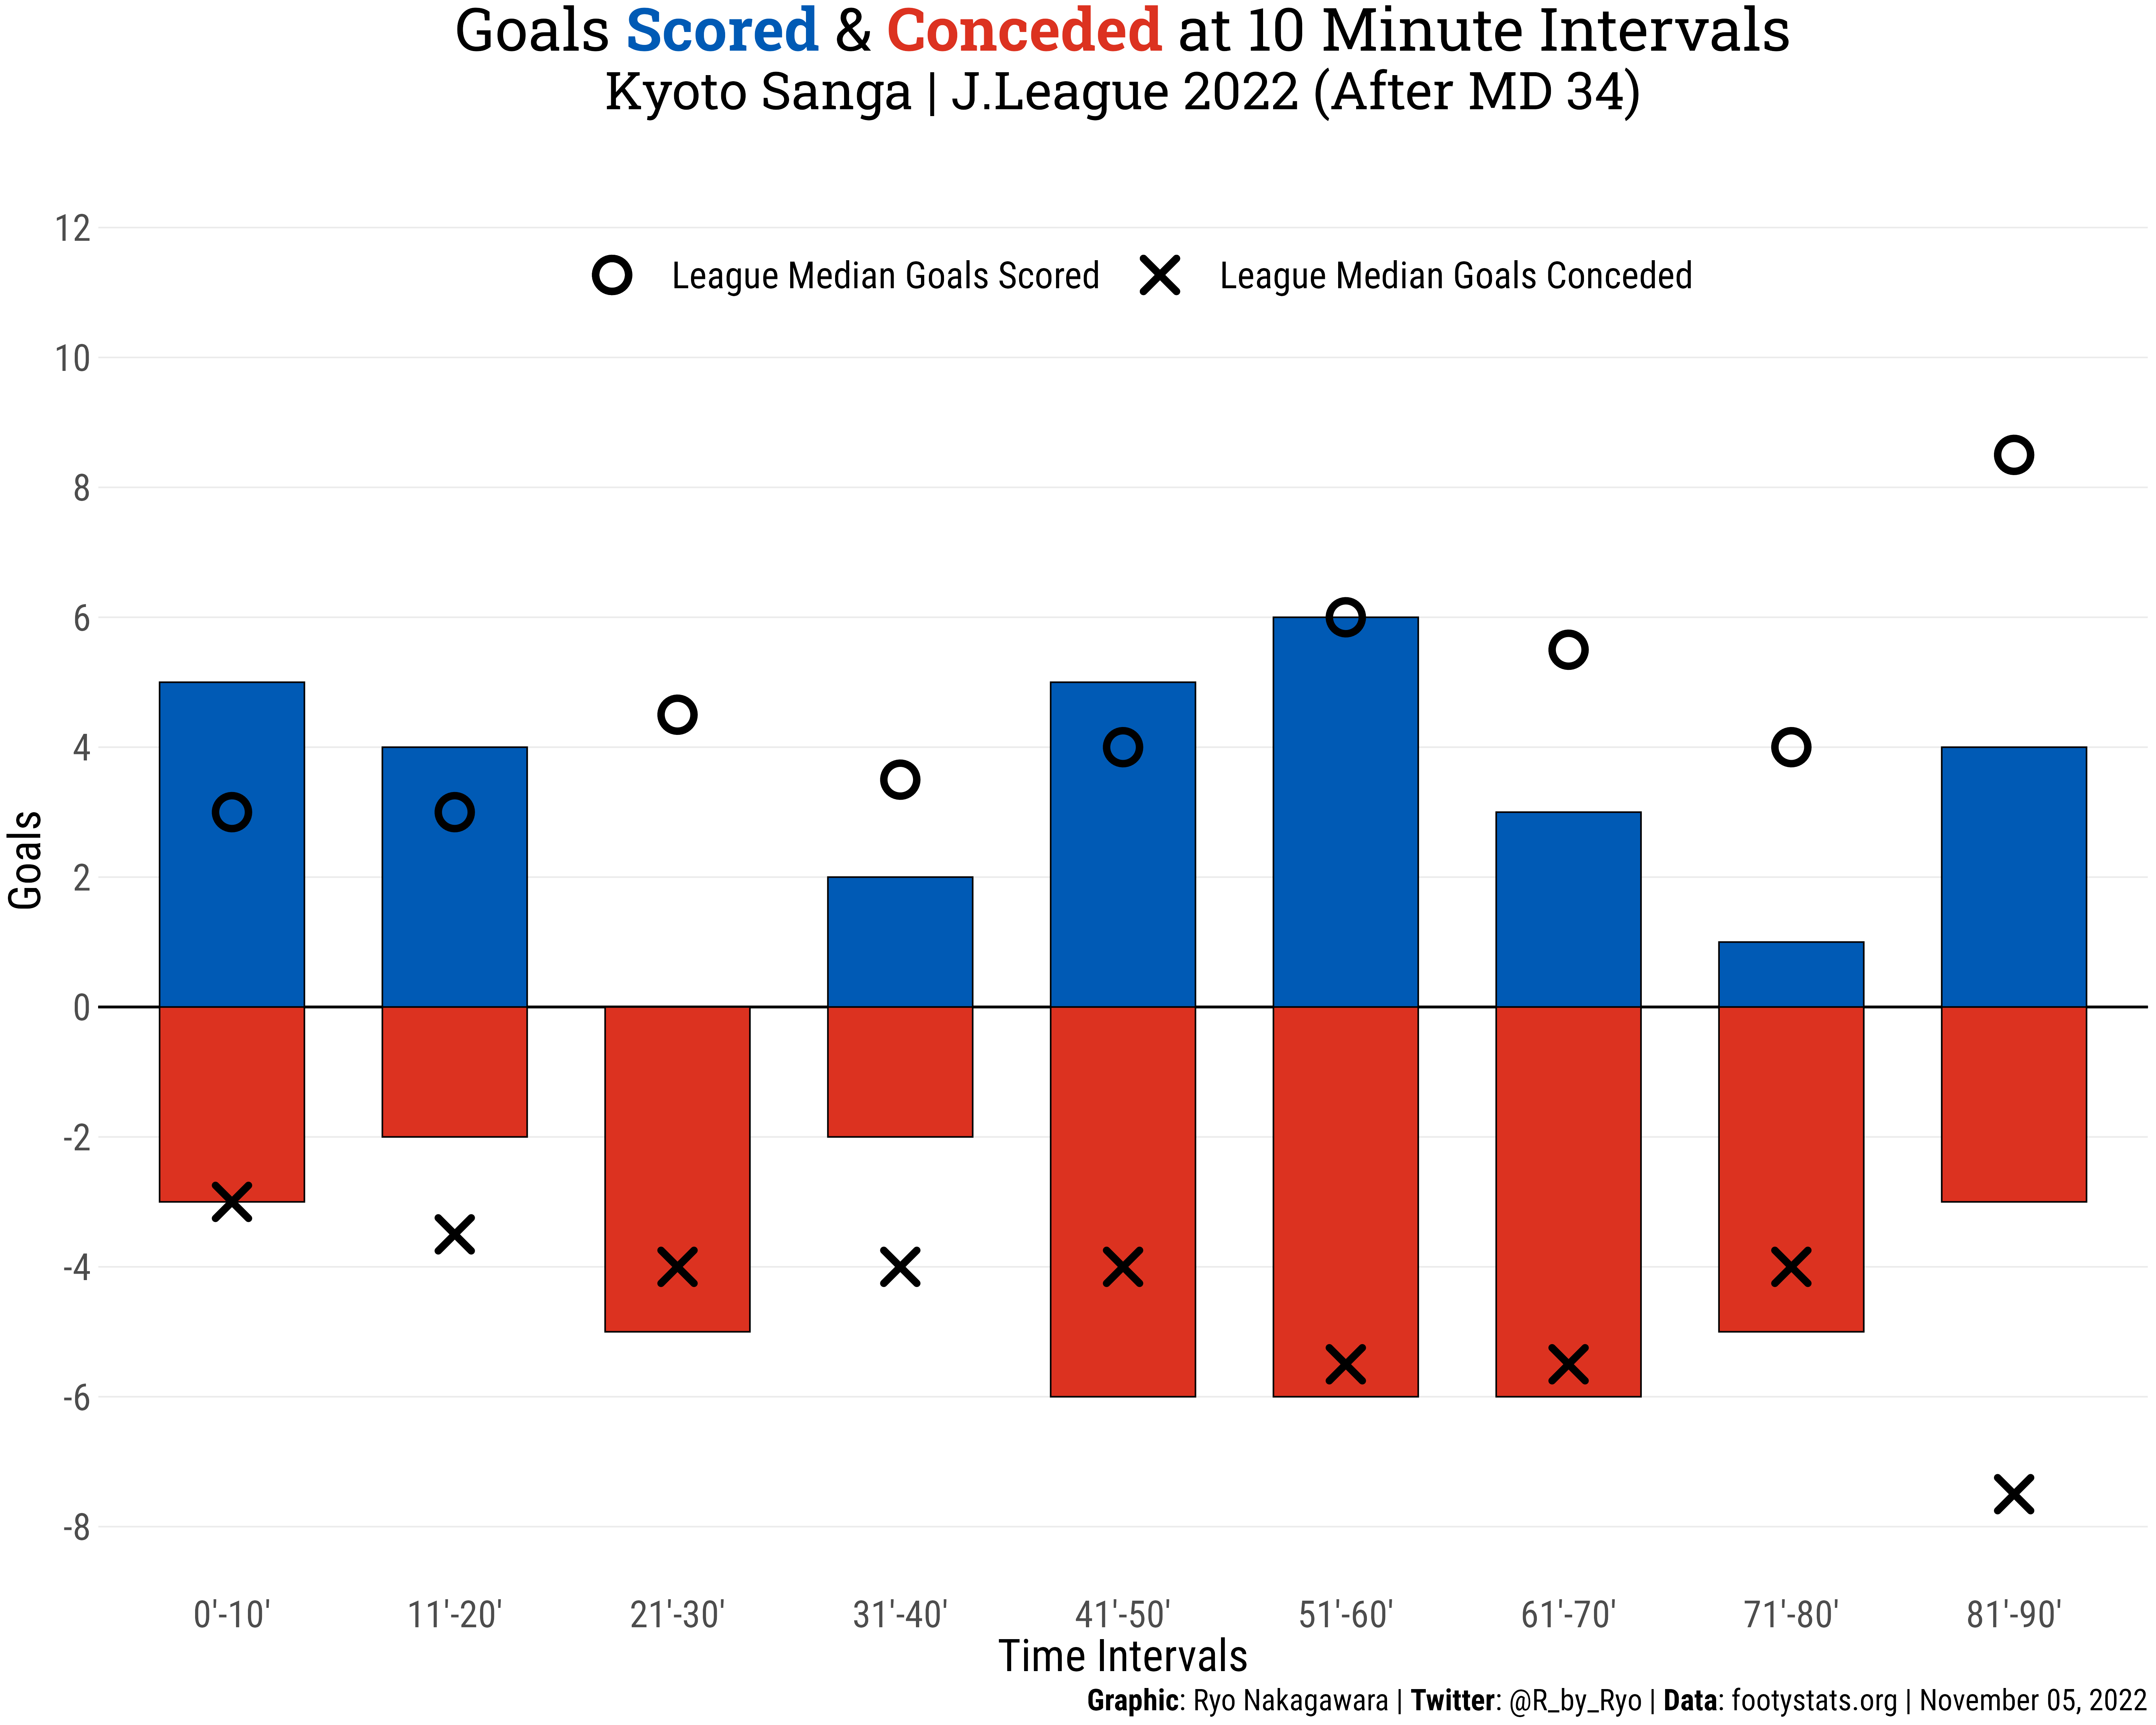 Goals Scored & Conceded at 10 Minute Intervals
Kyoto Sanga | J.League 2022 (After MD 34)
12
League Median Goals Scored
League Median Goals Conceded
10
8
6
4
2
0
-2
-4
-6
-8
Goals
0'-10' 11'-20' 21'-30' 31'-40' 41'-50' 51'-60' 61'-70' 71'-80' 81'-90'
Time Intervals
Graphic: Ryo Nakagawara | Twitter: @R_by_Ryo | Data: footystats.org | November 05, 2022